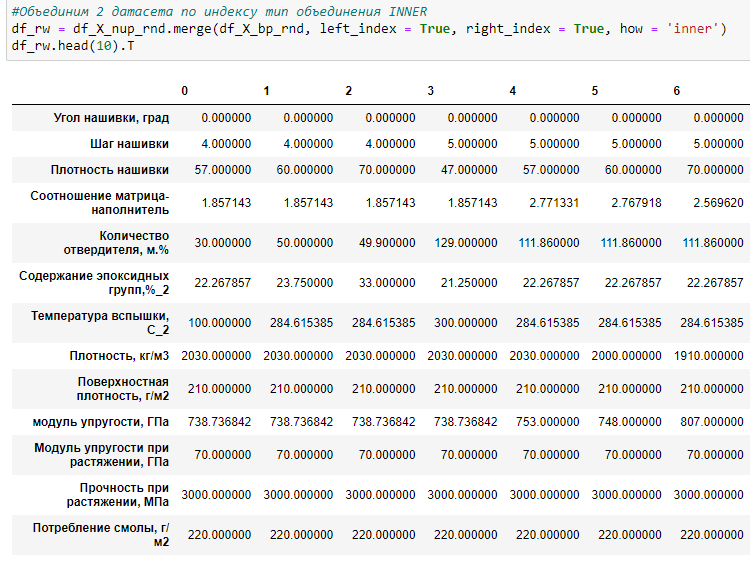 #Объединим 2 датасета по индексу тип объединения INNER
df_rw = df_X_nup_rnd.merge(df_X_bp_rnd, left_index = True, right_index = True, how = 'inner')
df_rw.head(10).T
0 1 2 3 4 5 6
Угол нашивки, град 0.000000 0.000000 0.000000 0.000000 0.000000 0.000000 0.000000
Шаг нашивки 4.000000 4.000000 4.000000 5.000000 5.000000 5.000000 5.000000
Плотность нашивки 57.000000 60.000000 70.000000 47.000000 57.000000 60.000000 70.000000
Соотношение матрица-
наполнитель 1.857143 1.857143 1.857143 1.857143 2.771331 2.767918 2.569620
Количество
отвердителя, м.% 30.000000 50.000000 49.900000 129.000000 111.860000 111.860000 111.860000
Содержание эпоксидных
групп,%_2 22.267857 23.750000 33.000000 21.250000 22.267857 22.267857 22.267857
Температура вспышки,
С_2 100.000000 284.615385 284.615385 300.000000 284.615385 284.615385 284.615385
Плотность, кг/м3 2030.000000 2030.000000 2030.000000 2030.000000 2030.000000 2000.000000 1910.000000
Поверхностная
плотность, г/м2 210.000000 210.000000 210.000000 210.000000 210.000000 210.000000 210.000000
модуль упругости, ГПа 738.736842 738.736842 738.736842 738.736842 753.000000 748.000000 807.000000
Модуль упругости при
растяжении, ГПа 70.000000 70.000000 70.000000 70.000000 70.000000 70.000000 70.000000
Прочность при
растяжении, МПа 3000.000000 3000.000000 3000.000000 3000.000000 3000.000000 3000.000000 3000.000000
Потребление смолы, г/
м2 220.000000 220.000000 220.000000 220.000000 220.000000 220.000000 220.000000